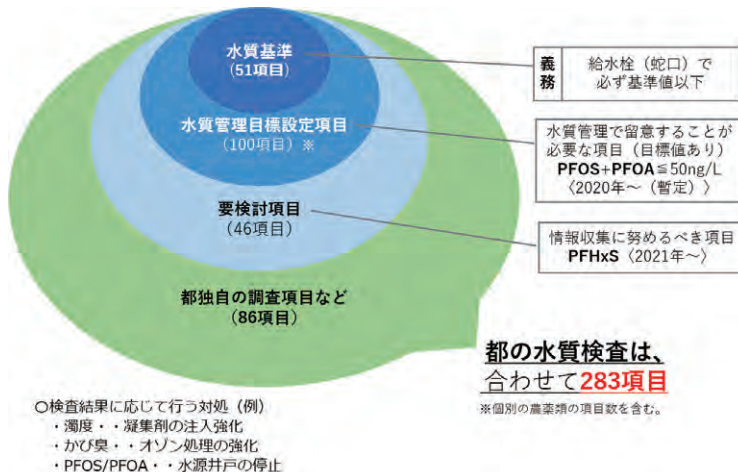 水質基準
(51項目)
水質管理目標設定項目
(100項目) ※
要検討項目
(46項目)
都独自の調査項目など
(86項目)
義務
給水栓（蛇口）で
必ず基準値以下
水質管理で留意することが
必要な項目（目標値あり）
PFOS+PFOA≦50ng/L
〈2020年～（暫定）〉
情報収集に努めるべき項目
PFHxS〈2021年～〉
都の水質検査は、
合わせて283項目
※個別の農薬類の項目数を含む。
○検査結果に応じて行う対処（例）
・濁度・・凝集剤の注入強化
・かび臭・・オゾン処理の強化
・PFOS/PFOA・・水源井戸の停止